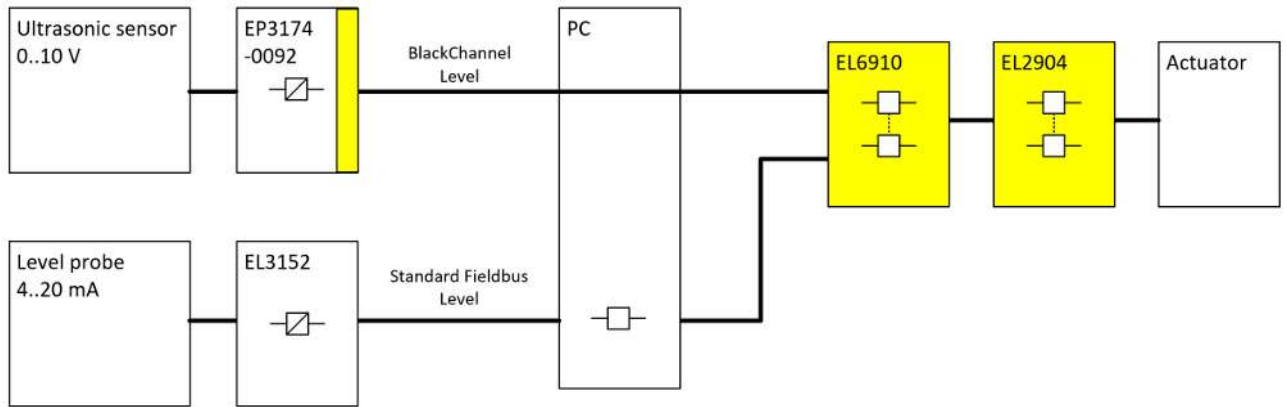 Ultrasonic sensor
0..10 V
EP3174
-0092
BlackChannel
Level
PC
EL6910
EL2904
Actuator
Level probe
4..20 mA
EL3152
Standard Fieldbus
Level